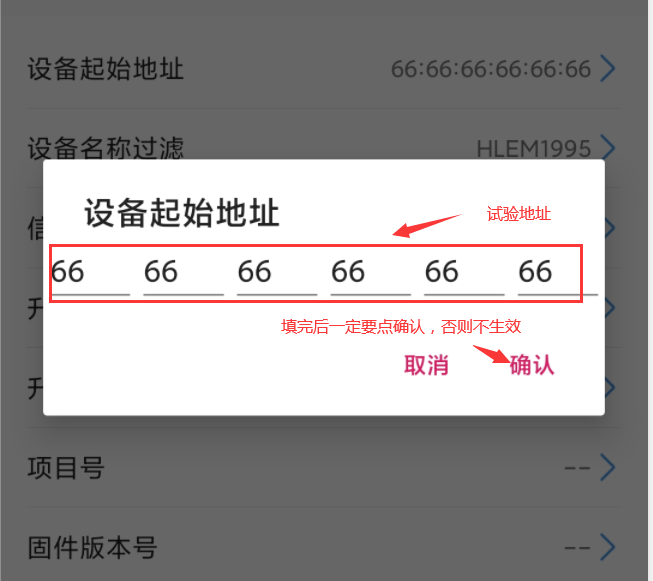 设备起始地址 66:66:66:66:66:66
设备名称过滤 HLEM1995
设备起始地址
试验地址
信
66 66 66 66 66 66
升
填完后一定要点确认，否则不生效
取消 确认
升
项目号 --
固件版本号 --